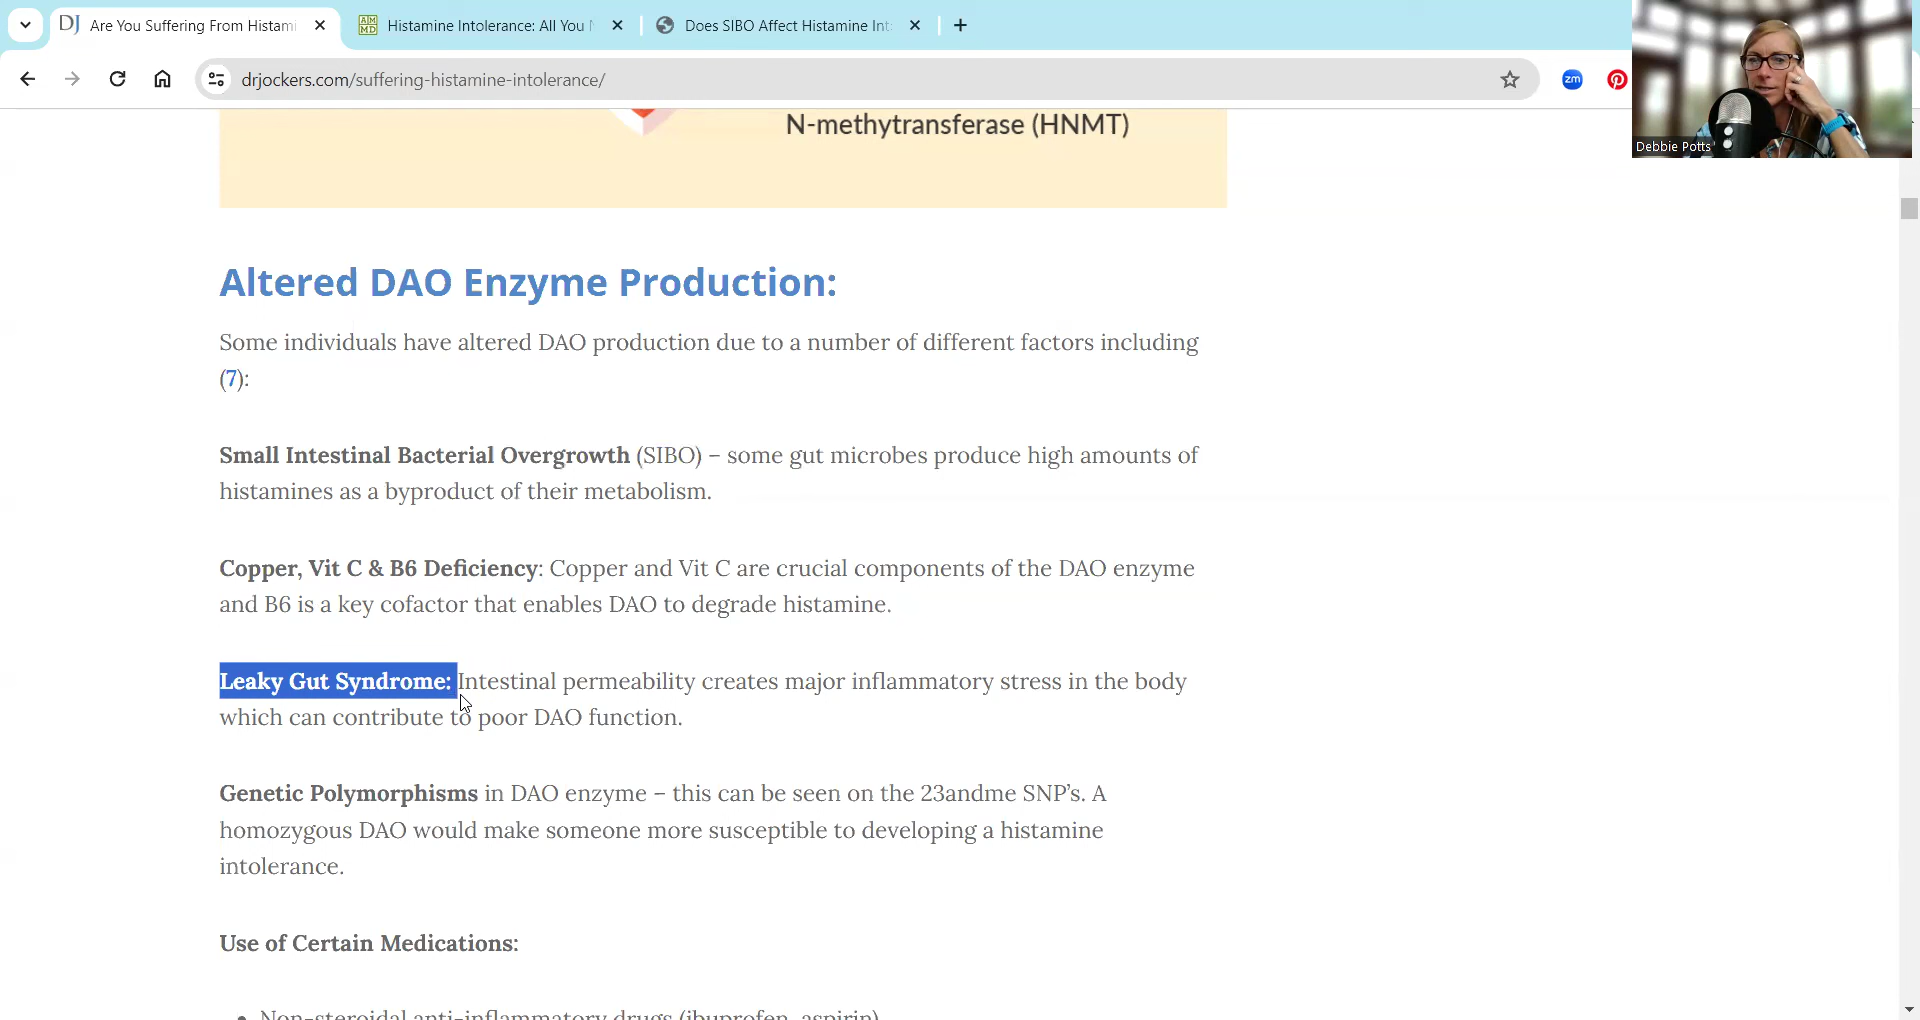 DJ Are You Suffering From Histami
AM MD Histamine Intolerance: All You
Does SIBO Affect Histamine Int
drjockers.com/suffering-histamine-intolerance/
zm
Debbie Potts
N-methytransferase (HNMT)
Altered DAO Enzyme Production:
Some individuals have altered DAO production due to a number of different factors including
(7):
Small Intestinal Bacterial Overgrowth (SIBO) – some gut microbes produce high amounts of
histamines as a byproduct of their metabolism.
Copper, Vit C & B6 Deficiency: Copper and Vit C are crucial components of the DAO enzyme
and B6 is a key cofactor that enables DAO to degrade histamine.
Leaky Gut Syndrome: Intestinal permeability creates major inflammatory stress in the body
which can contribute to poor DAO function.
Genetic Polymorphisms in DAO enzyme – this can be seen on the 23andme SNP’s. A
homozygous DAO would make someone more susceptible to developing a histamine
intolerance.
Use of Certain Medications:
• Non-steroidal anti-inflammatory drugs (ibuprofen, aspirin)